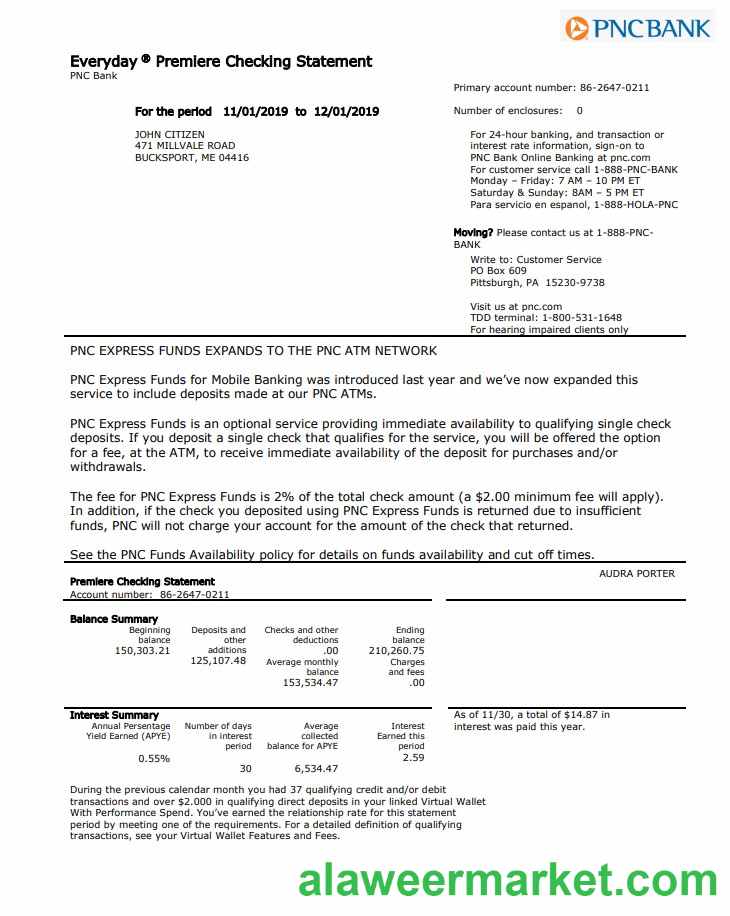 PNCBANK
Everyday ® Premiere Checking Statement
PNC Bank
Primary account number: 86-2647-0211
For the period 11/01/2019 to 12/01/2019
Number of enclosures: 0
JOHN CITIZEN
471 MILLVALE ROAD
BUCKSPORT, ME 04416
For 24-hour banking, and transaction or
interest rate information, sign-on to
PNC Bank Online Banking at pnc.com
For customer service call 1-888-PNC-BANK
Monday – Friday: 7 AM – 10 PM ET
Saturday & Sunday: 8AM – 5 PM ET
Para servicio en espanol, 1-888-HOLA-PNC
Moving? Please contact us at 1-888-PNC-
BANK
Write to: Customer Service
PO Box 609
Pittsburgh, PA 15230-9738
Visit us at pnc.com
TDD terminal: 1-800-531-1648
For hearing impaired clients only
PNC EXPRESS FUNDS EXPANDS TO THE PNC ATM NETWORK
PNC Express Funds for Mobile Banking was introduced last year and we’ve now expanded this
service to include deposits made at our PNC ATMs.
PNC Express Funds is an optional service providing immediate availability to qualifying single check
deposits. If you deposit a single check that qualifies for the service, you will be offered the option
for a fee, at the ATM, to receive immediate availability of the deposit for purchases and/or
withdrawals.
The fee for PNC Express Funds is 2% of the total check amount (a $2.00 minimum fee will apply).
In addition, if the check you deposited using PNC Express Funds is returned due to insufficient
funds, PNC will not charge your account for the amount of the check that returned.
See the PNC Funds Availability policy for details on funds availability and cut off times.
AUDRA PORTER
Premiere Checking Statement
Account number: 86-2647-0211
Balance Summary
Beginning Deposits and Checks and other Ending
balance other deductions balance
150,303.21 additions .00 210,260.75
125,107.48 Average monthly Charges
balance and fees
153,534.47 .00
Interest Summary
As of 11/30, a total of $14.87 in
interest was paid this year.
Annual Persentage Number of days Average Interest
Yield Earned (APYE) in interest collected Earned this
period balance for APYE period
0.55% 2.59
30 6,534.47
During the previous calendar month you had 37 qualifying credit and/or debit
transactions and over $2.000 in qualifying direct deposits in your linked Virtual Wallet
With Performance Spend. You’ve earned the relationship rate for this statement
period by meeting one of the requirements. For a detailed definition of qualifying
transactions, see your Virtual Wallet Features and Fees.
alaweermarket.com